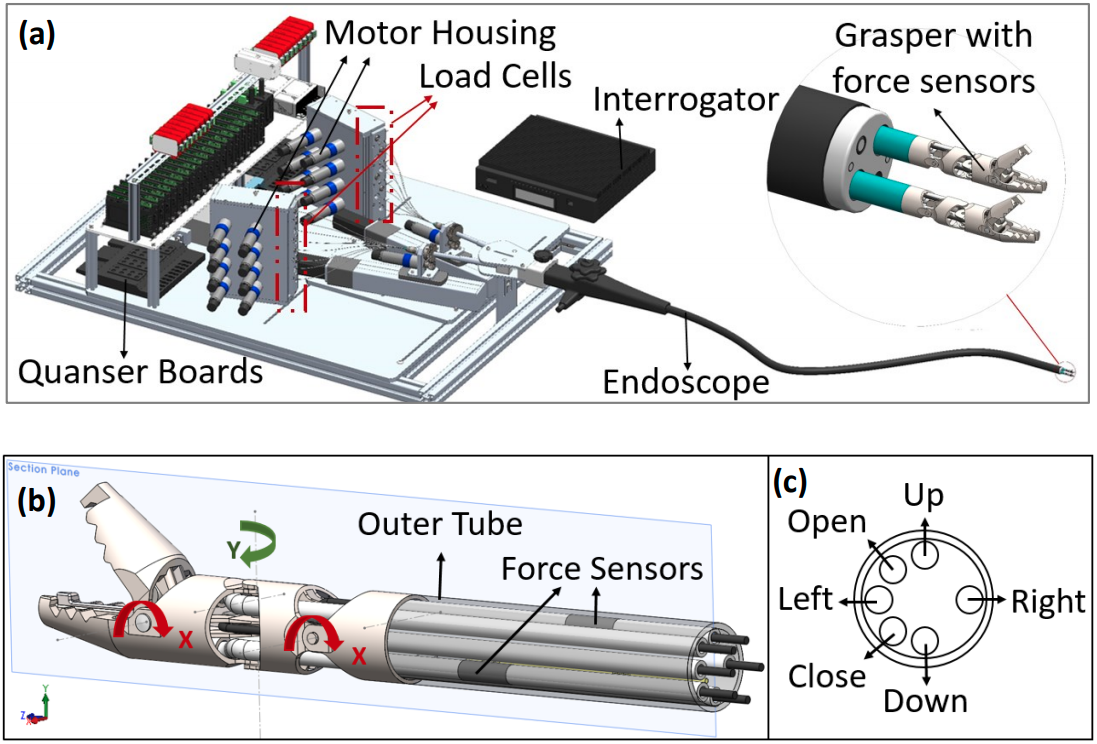 (a)
Motor Housing
Load Cells
Interrogator
Grasper with
force sensors
Quanser Boards
Endoscope
Section Plane
(b)
Y
Outer Tube
Force Sensors
X
X
Y
Z
(c)
Up
Open
Left
Right
Close
Down